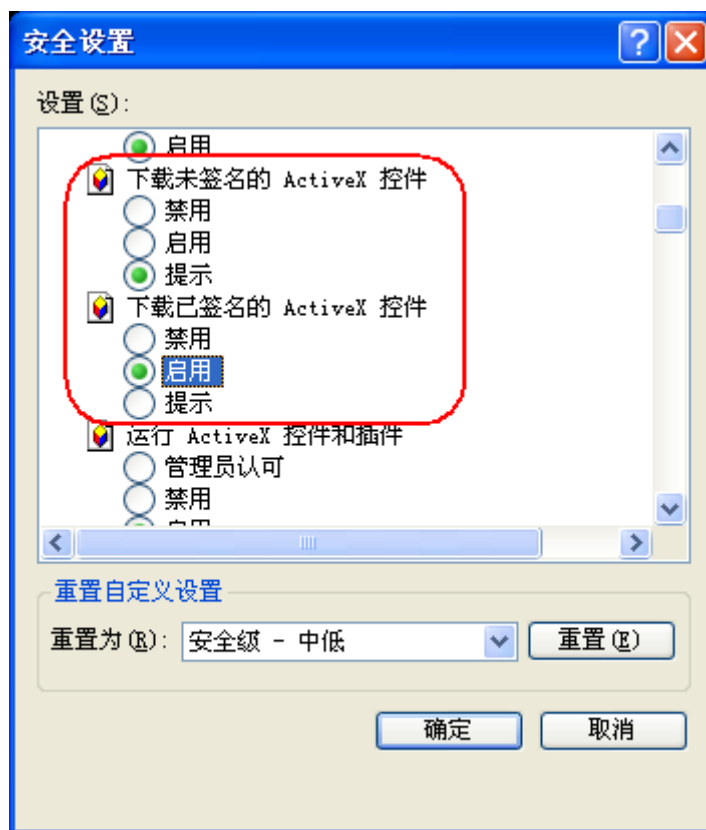 安全设置
设置(S):
启用
下载未签名的 ActiveX 控件
禁用
启用
提示
下载已签名的 ActiveX 控件
禁用
启用
提示
运行 ActiveX 控件和插件
管理员认可
禁用
启用
重置自定义设置
重置为(R):
安全级 - 中低
重置(E)
确定
取消